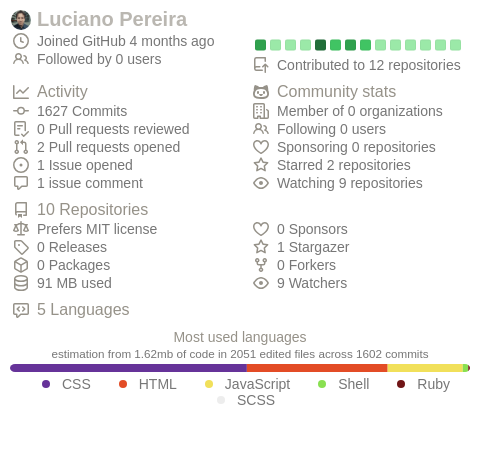 Luciano Pereira
Joined GitHub 4 months ago
Followed by 0 users
Contributed to 12 repositories
Activity
1627 Commits
0 Pull requests reviewed
2 Pull requests opened
1 Issue opened
1 issue comment
Community stats
Member of 0 organizations
Following 0 users
Sponsoring 0 repositories
Starred 2 repositories
Watching 9 repositories
10 Repositories
Prefers MIT license
0 Releases
0 Packages
91 MB used
0 Sponsors
1 Stargazer
0 Forkers
9 Watchers
5 Languages
Most used languages
estimation from 1.62mb of code in 2051 edited files across 1602 commits
CSS HTML JavaScript Shell Ruby
SCSS